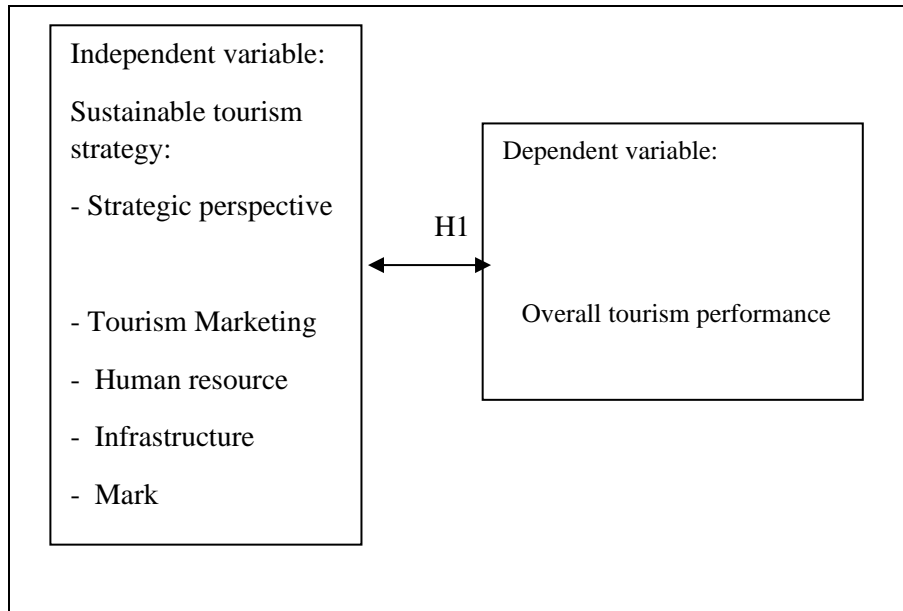 Independent variable:
Sustainable tourism
strategy:
- Strategic perspective
- Tourism Marketing
- Human resource
- Infrastructure
- Mark
H1
Dependent variable:
Overall tourism performance